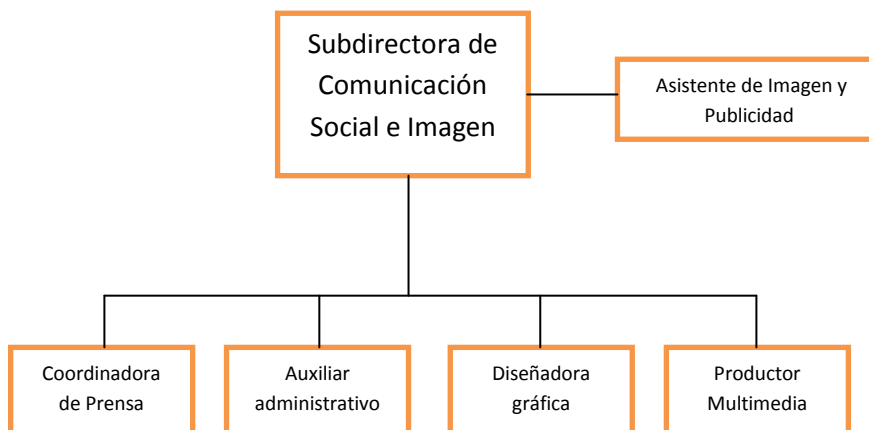 Subdirectora de
Comunicación
Social e Imagen
Asistente de Imagen y
Publicidad
Coordinadora
de Prensa
Auxiliar
administrativo
Diseñadora
gráfica
Productor
Multimedia